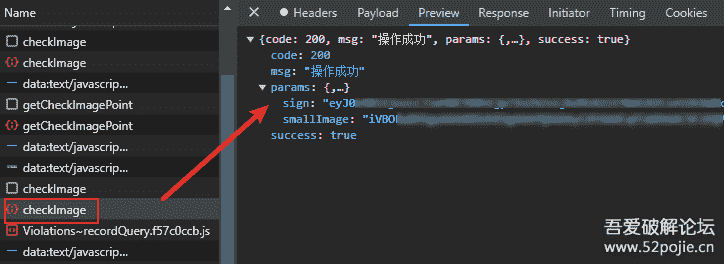 Name
checkImage
checkImage
data:text/javascrip...
getCheckImagePoint
getCheckImagePoint
data:text/javascrip...
data:text/javascrip...
checkImage
checkImage
Violations~recordQuery.f57c0ccb.js
data:text/javascrip...
Headers Payload Preview Response Initiator Timing Cookies
{code: 200, msg: "操作成功", params: {,…}, success: true}
code: 200
msg: "操作成功"
params: {,…}
sign: "eyJ0
smallImage: "iVBO
success: true
吾爱破解论坛
www.52pojie.cn